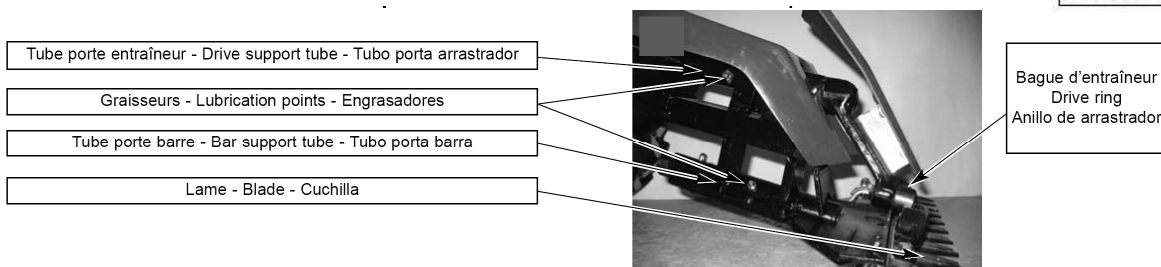 Tube porte entraîneur - Drive support tube - Tubo porta arrastrador
Graisseurs - Lubrication points - Engrasadores
Tube porte barre - Bar support tube - Tubo porta barra
Lame - Blade - Cuchilla
Bague d'entraîneur
Drive ring
Anillo de arrastrador